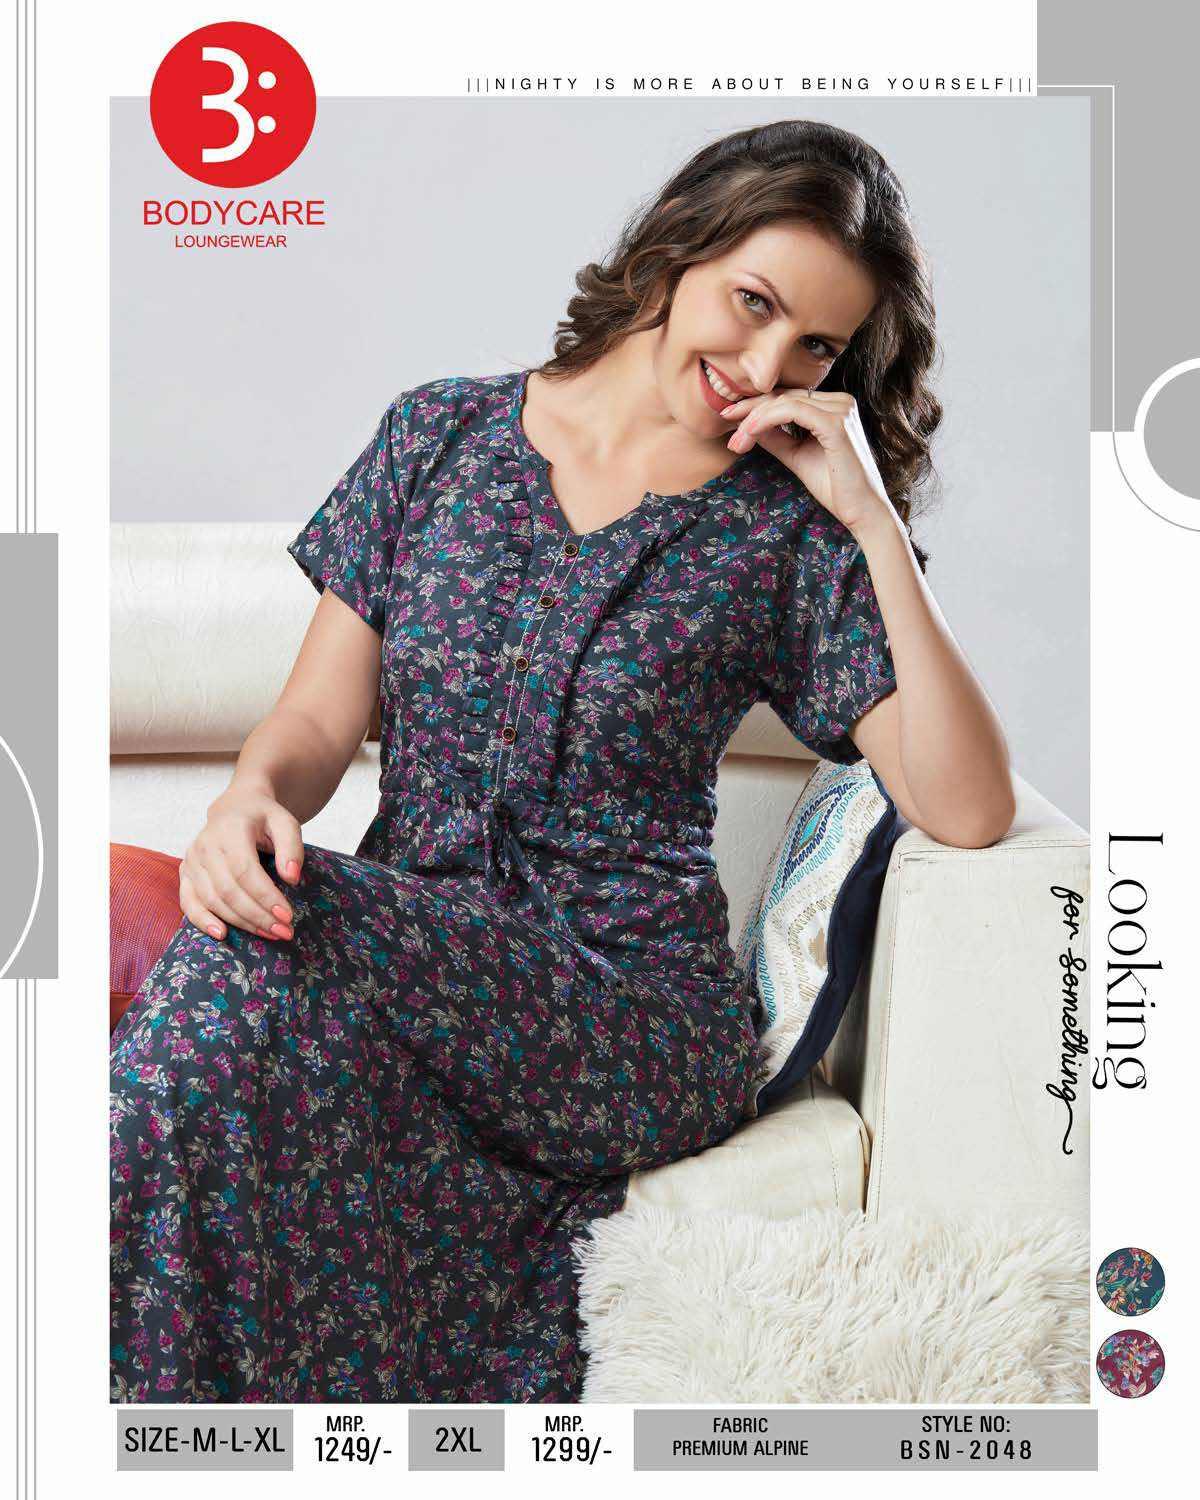 |||NIGHTY IS MORE ABOUT BEING YOURSELF|||
B:
BODYCARE
LOUNGEWEAR
Looking
for something
SIZE-M-L-XL
MRP.
1249/-
2XL
MRP.
1299/-
FABRIC
PREMIUM ALPINE
STYLE NO:
BSN-2048